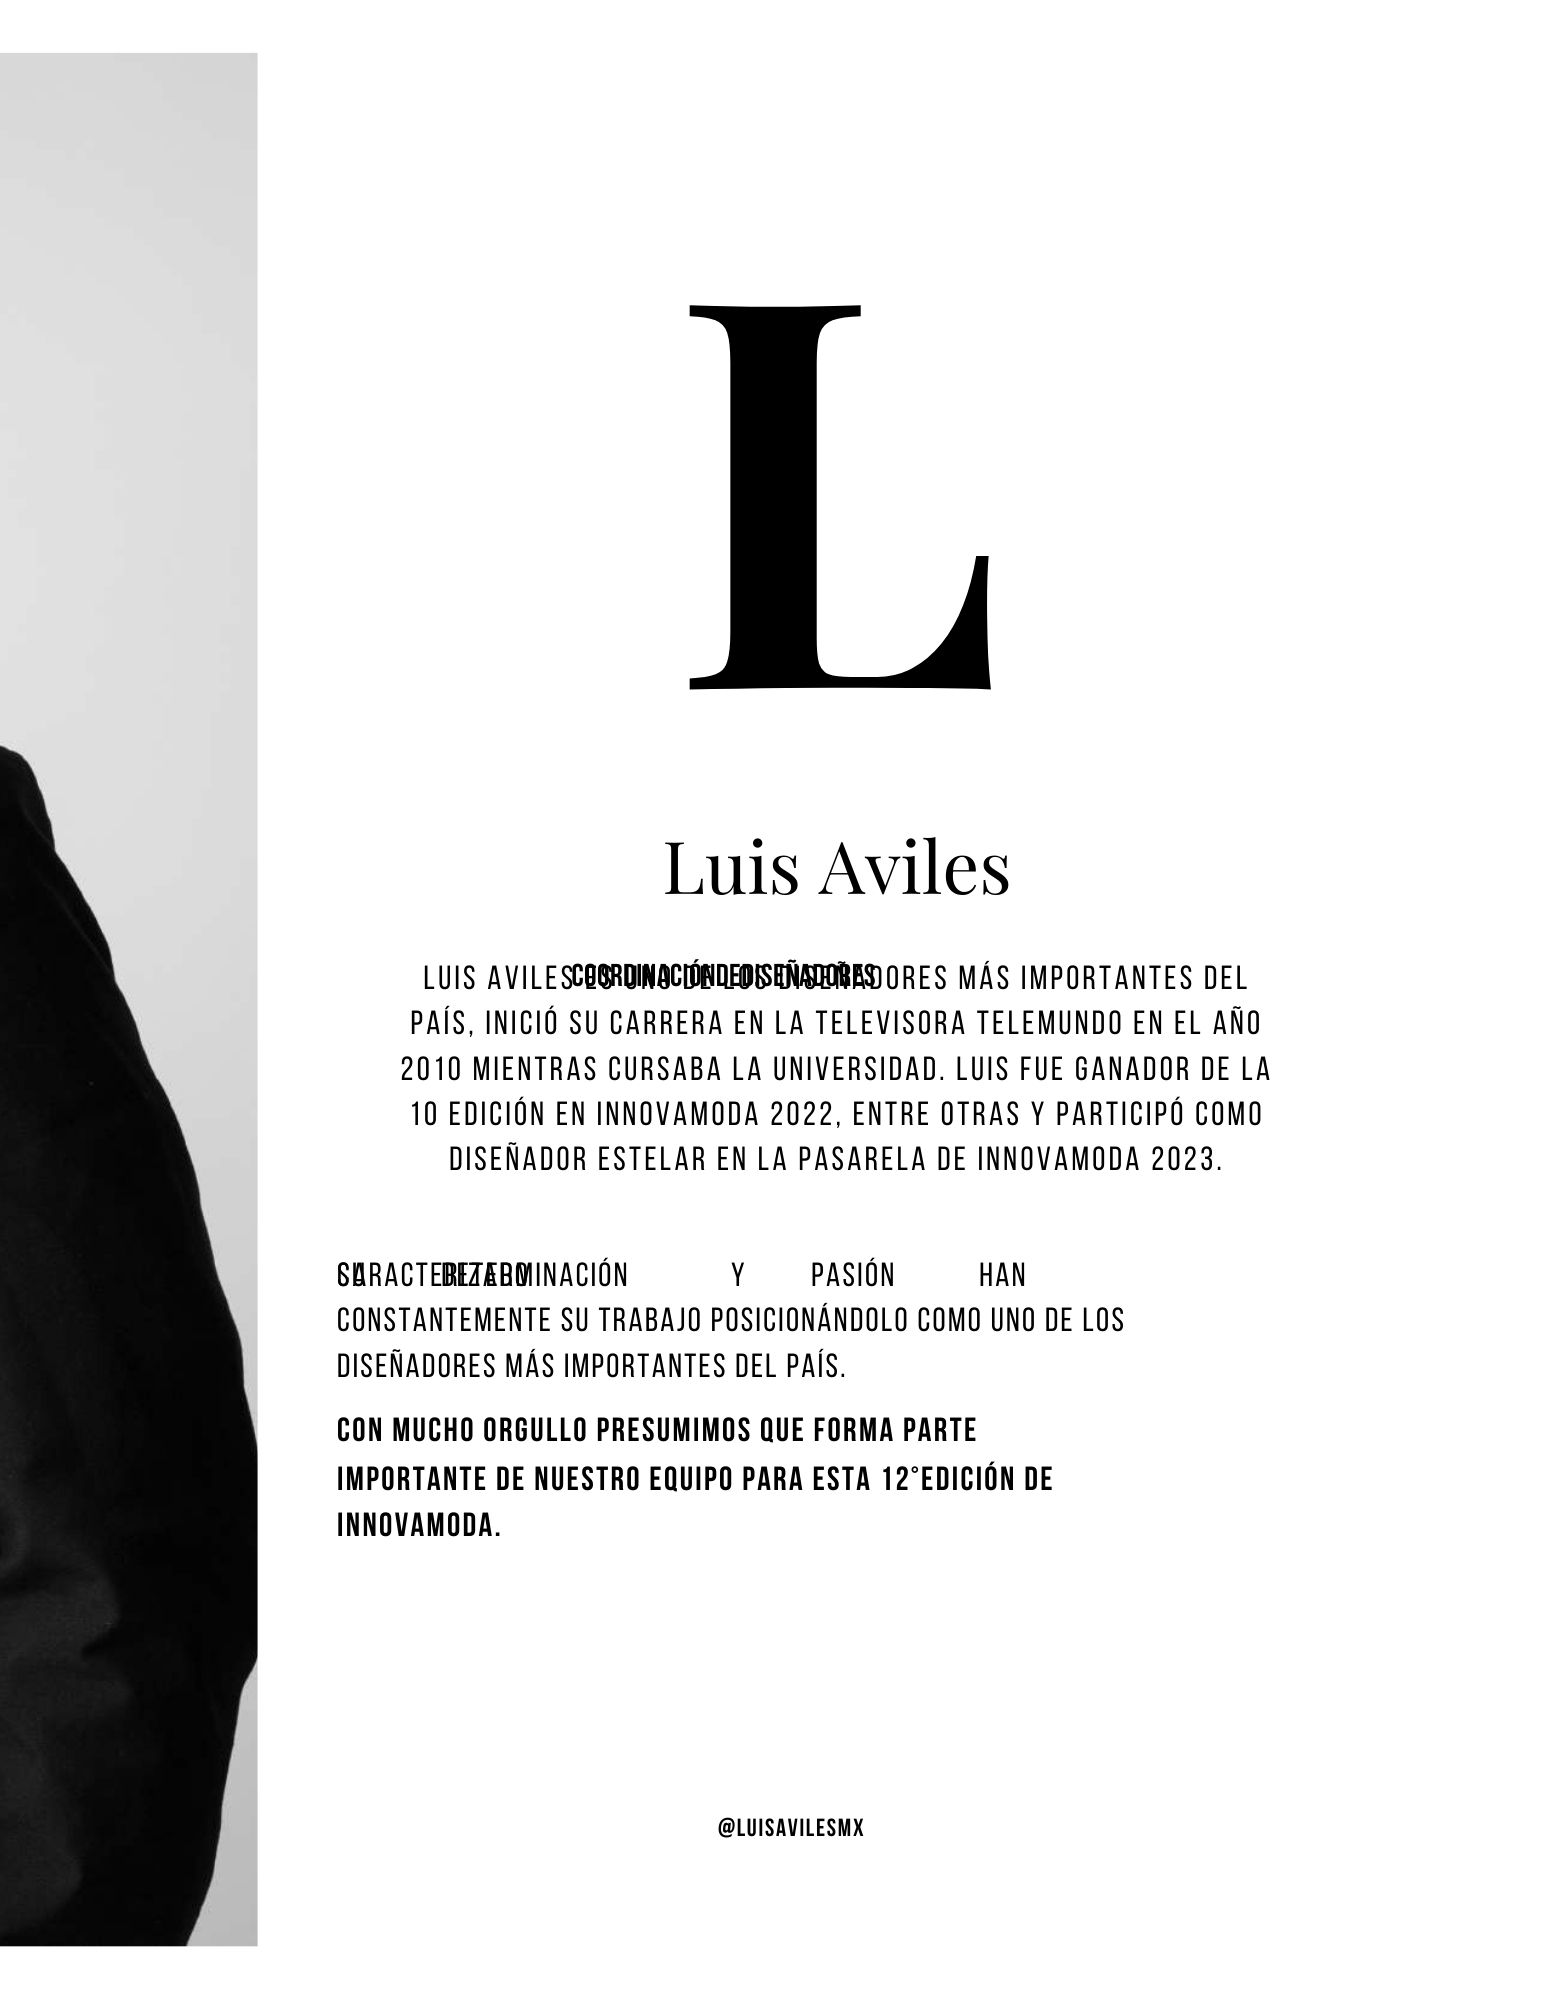 L
Luis Aviles
COORDINACIÓN DE DISEÑADORES
LUIS AVILES ES UNO DE LOS DISEÑADORES MÁS IMPORTANTES DEL
PAÍS, INICIÓ SU CARRERA EN LA TELEVISORA TELEMUNDO EN EL AÑO
2010 MIENTRAS CURSABA LA UNIVERSIDAD. LUIS FUE GANADOR DE LA
10 EDICIÓN EN INNOVAMODA 2022, ENTRE OTRAS Y PARTICIPÓ COMO
DISEÑADOR ESTELAR EN LA PASARELA DE INNOVAMODA 2023.
SU DETERMINACIÓN Y PASIÓN HAN
CARACTERIZADO
CONSTANTEMENTE SU TRABAJO POSICIONÁNDOLO COMO UNO DE LOS
DISEÑADORES MÁS IMPORTANTES DEL PAÍS.
CON MUCHO ORGULLO PRESUMIMOS QUE FORMA PARTE
IMPORTANTE DE NUESTRO EQUIPO PARA ESTA 12°EDICIÓN DE
INNOVAMODA.
@LUISAVILESMX